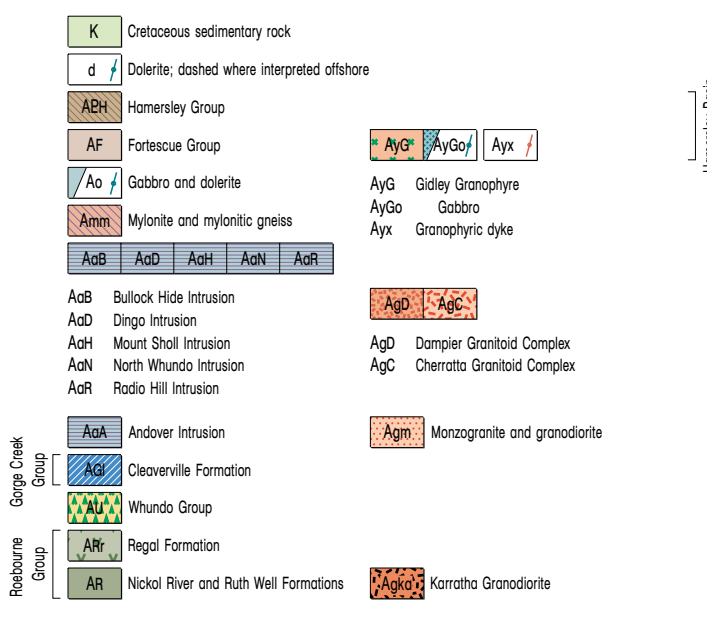 K Cretaceous sedimentary rock
d Dolerite; dashed where interpreted offshore
APH Hamersley Group
AF Fortescue Group
Ao Gabbro and dolerite
Amm Mylonite and mylonitic gneiss
AaB AaD AaH AaN AaR
AaB Bullock Hide Intrusion
AaD Dingo Intrusion
AaH Mount Sholl Intrusion
AaN North Whundo Intrusion
AaR Radio Hill Intrusion
AaA Andover Intrusion
Gorge Creek
Group
AGl Cleaverville Formation
AU Whundo Group
Roebourne
Group
ARr Regal Formation
AR Nickol River and Ruth Well Formations
AyG AyGo Ayx
AyG Gidley Granophyre
AyGo Gabbro
Ayx Granophyric dyke
AgD AgC
AgD Dampier Granitoid Complex
AgC Cherratta Granitoid Complex
Agm Monzogranite and granodiorite
Agka Karratha Granodiorite